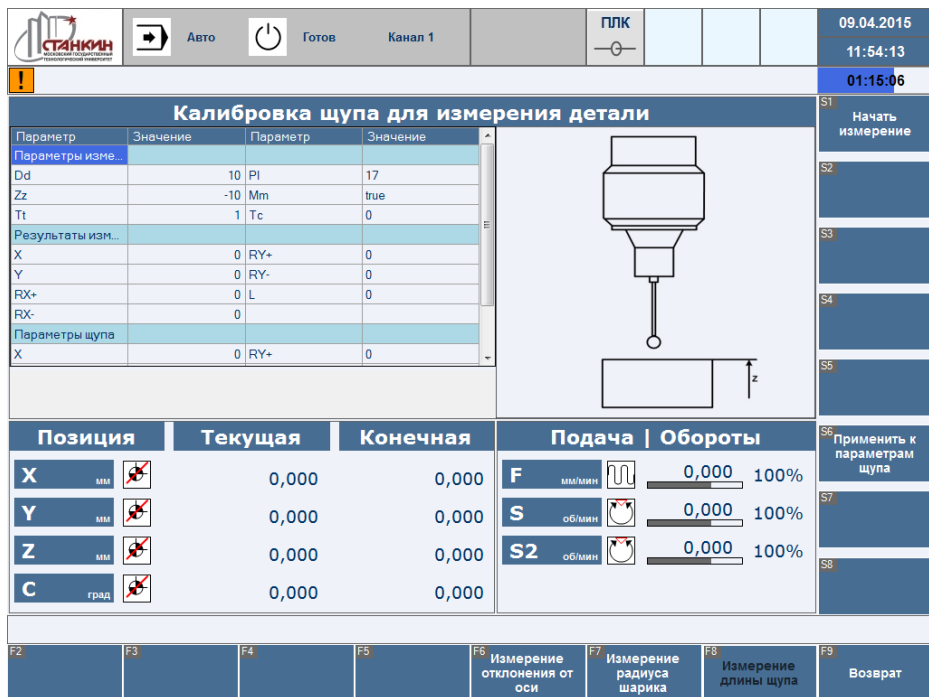 СТАНКИН
МОСКОВСКИЙ ГОСУДАРСТВЕННЫЙ
ТЕХНОЛОГИЧЕСКИЙ УНИВЕРСИТЕТ
Авто
Готов
Канал 1
ПЛК
09.04.2015
11:54:13
!
01:15:06
Калибровка щупа для измерения детали
Параметр Значение Параметр Значение
Параметры изме...
Dd 10 Pl 17
Zz -10 Mm true
Tt 1 Tc 0
Результаты изм...
X 0 RY+ 0
Y 0 RY- 0
RX+ 0 L 0
RX- 0
Параметры щупа
X 0 RY+ 0
z
S1 Начать
измерение
S2
S3
S4
S5
S6 Применить к
параметрам
щупа
S7
S8
Позиция Текущая Конечная
X мм 0,000 0,000
Y мм 0,000 0,000
Z мм 0,000 0,000
C град 0,000 0,000
Подача | Обороты
F мм/мин 0,000 100%
S об/мин 0,000 100%
S2 об/мин 0,000 100%
F2
F3
F4
F5
F6 Измерение
отклонения от
оси
F7 Измерение
радиуса
шарика
F8 Измерение
длины щупа
F9 Возврат